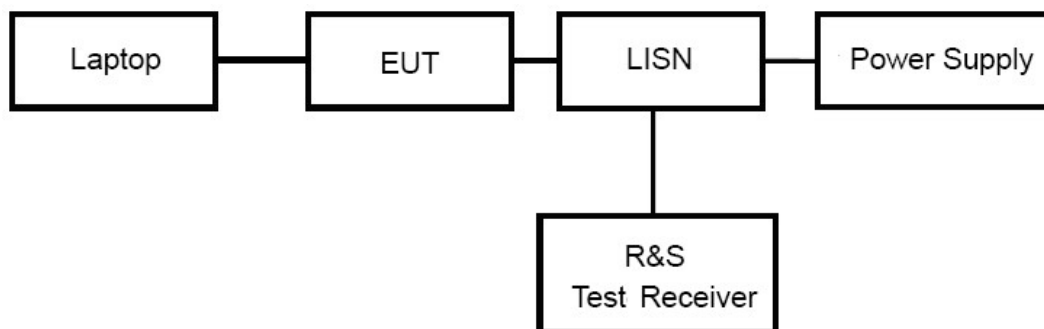 Laptop
EUT
LISN
Power Supply
R&S
Test Receiver